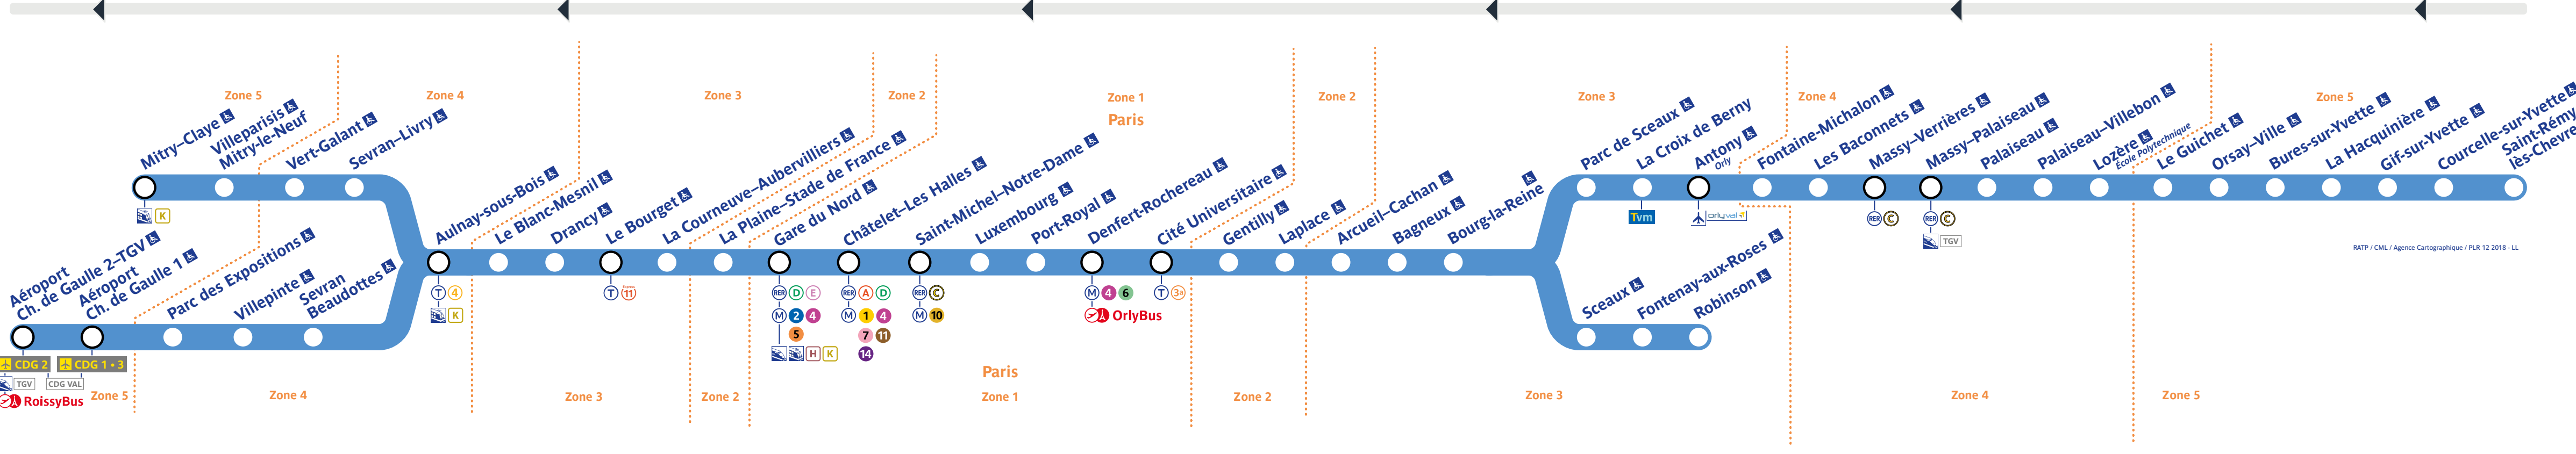 Zone 5
Zone 4
Zone 3
Zone 2
Zone 1
Paris
Zone 2
Zone 3
Zone 4
Zone 5
Mitry–Claye
Villeparisis
Mitry-le-Neuf
Vert-Galant
Sevran–Livry
K
Aéroport
Ch. de Gaulle 2–TGV
Aéroport
Ch. de Gaulle 1
Parc des Expositions
Villepinte
Sevran
Beaudottes
CDG 2
CDG 1 • 3
TGV
CDG VAL
RoissyBus
Aulnay-sous-Bois
T 4
K
Le Blanc-Mesnil
Drancy
Le Bourget
T 11
La Courneuve–Aubervilliers
La Plaine–Stade de France
Gare du Nord
RER D E
M 2 4
5
H K
Châtelet–Les Halles
RER A D
M 1 4
7 11
14
Saint-Michel–Notre-Dame
RER C
M 10
Luxembourg
Port-Royal
Denfert-Rochereau
M 4 6
OrlyBus
Cité Universitaire
T 3a
Gentilly
Laplace
Arcueil–Cachan
Bagneux
Bourg-la-Reine
Parc de Sceaux
La Croix de Berny
Tvm
Antony
Orly
orlyval
Fontaine-Michalon
Les Baconnets
Massy–Verrières
RER C
Massy–Palaiseau
RER C
TGV
Palaiseau
Palaiseau–Villebon
Lozère
École Polytechnique
Le Guichet
Orsay–Ville
Bures-sur-Yvette
La Hacquinière
Gif-sur-Yvette
Courcelle-sur-Yvette
Saint-Rémy
lès-Chevre
Sceaux
Fontenay-aux-Roses
Robinson
RATP / CML / Agence Cartographique / PLR 12 2018 - LL
Zone 5
Zone 4
Zone 3
Zone 2
Paris
Zone 1
Zone 2
Zone 3
Zone 4
Zone 5